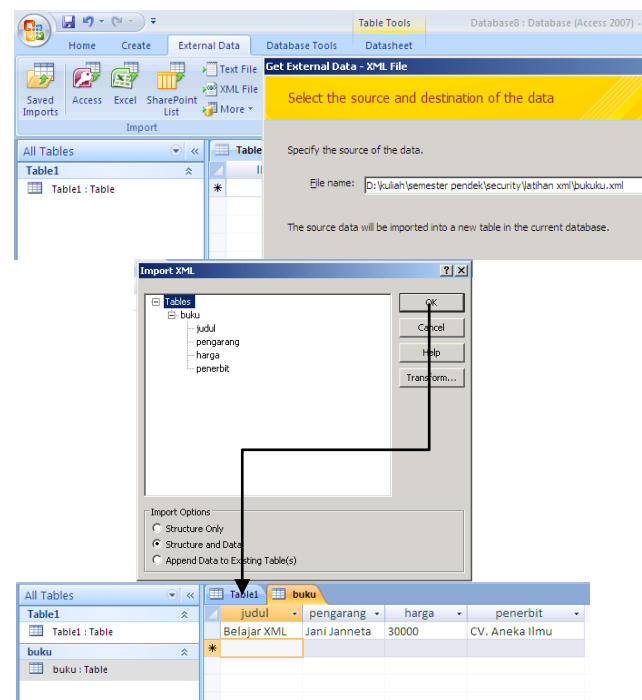 Table Tools
Database8 : Database (Access 2007) -
Home Create External Data Database Tools Datasheet
Saved Imports
Access
Excel
SharePoint List
Text File
XML File
More
Import
Get External Data - XML File
Select the source and destination of the data
Specify the source of the data.
File name: D:\kuliah\semester pendek\security\latihan xml\bukuku.xml
The source data will be imported into a new table in the current database.
All Tables
Table1
Table1 : Table
Table
Import XML
Tables
buku
judul
pengarang
harga
penerbit
OK
Cancel
Help
Transform...
Import Options
Structure Only
Structure and Data
Append Data to Existing Table(s)
All Tables
Table1
Table1 : Table
buku
buku : Table
Table1 buku
judul pengarang harga penerbit
Belajar XML Jani Janneta 30000 CV. Aneka Ilmu